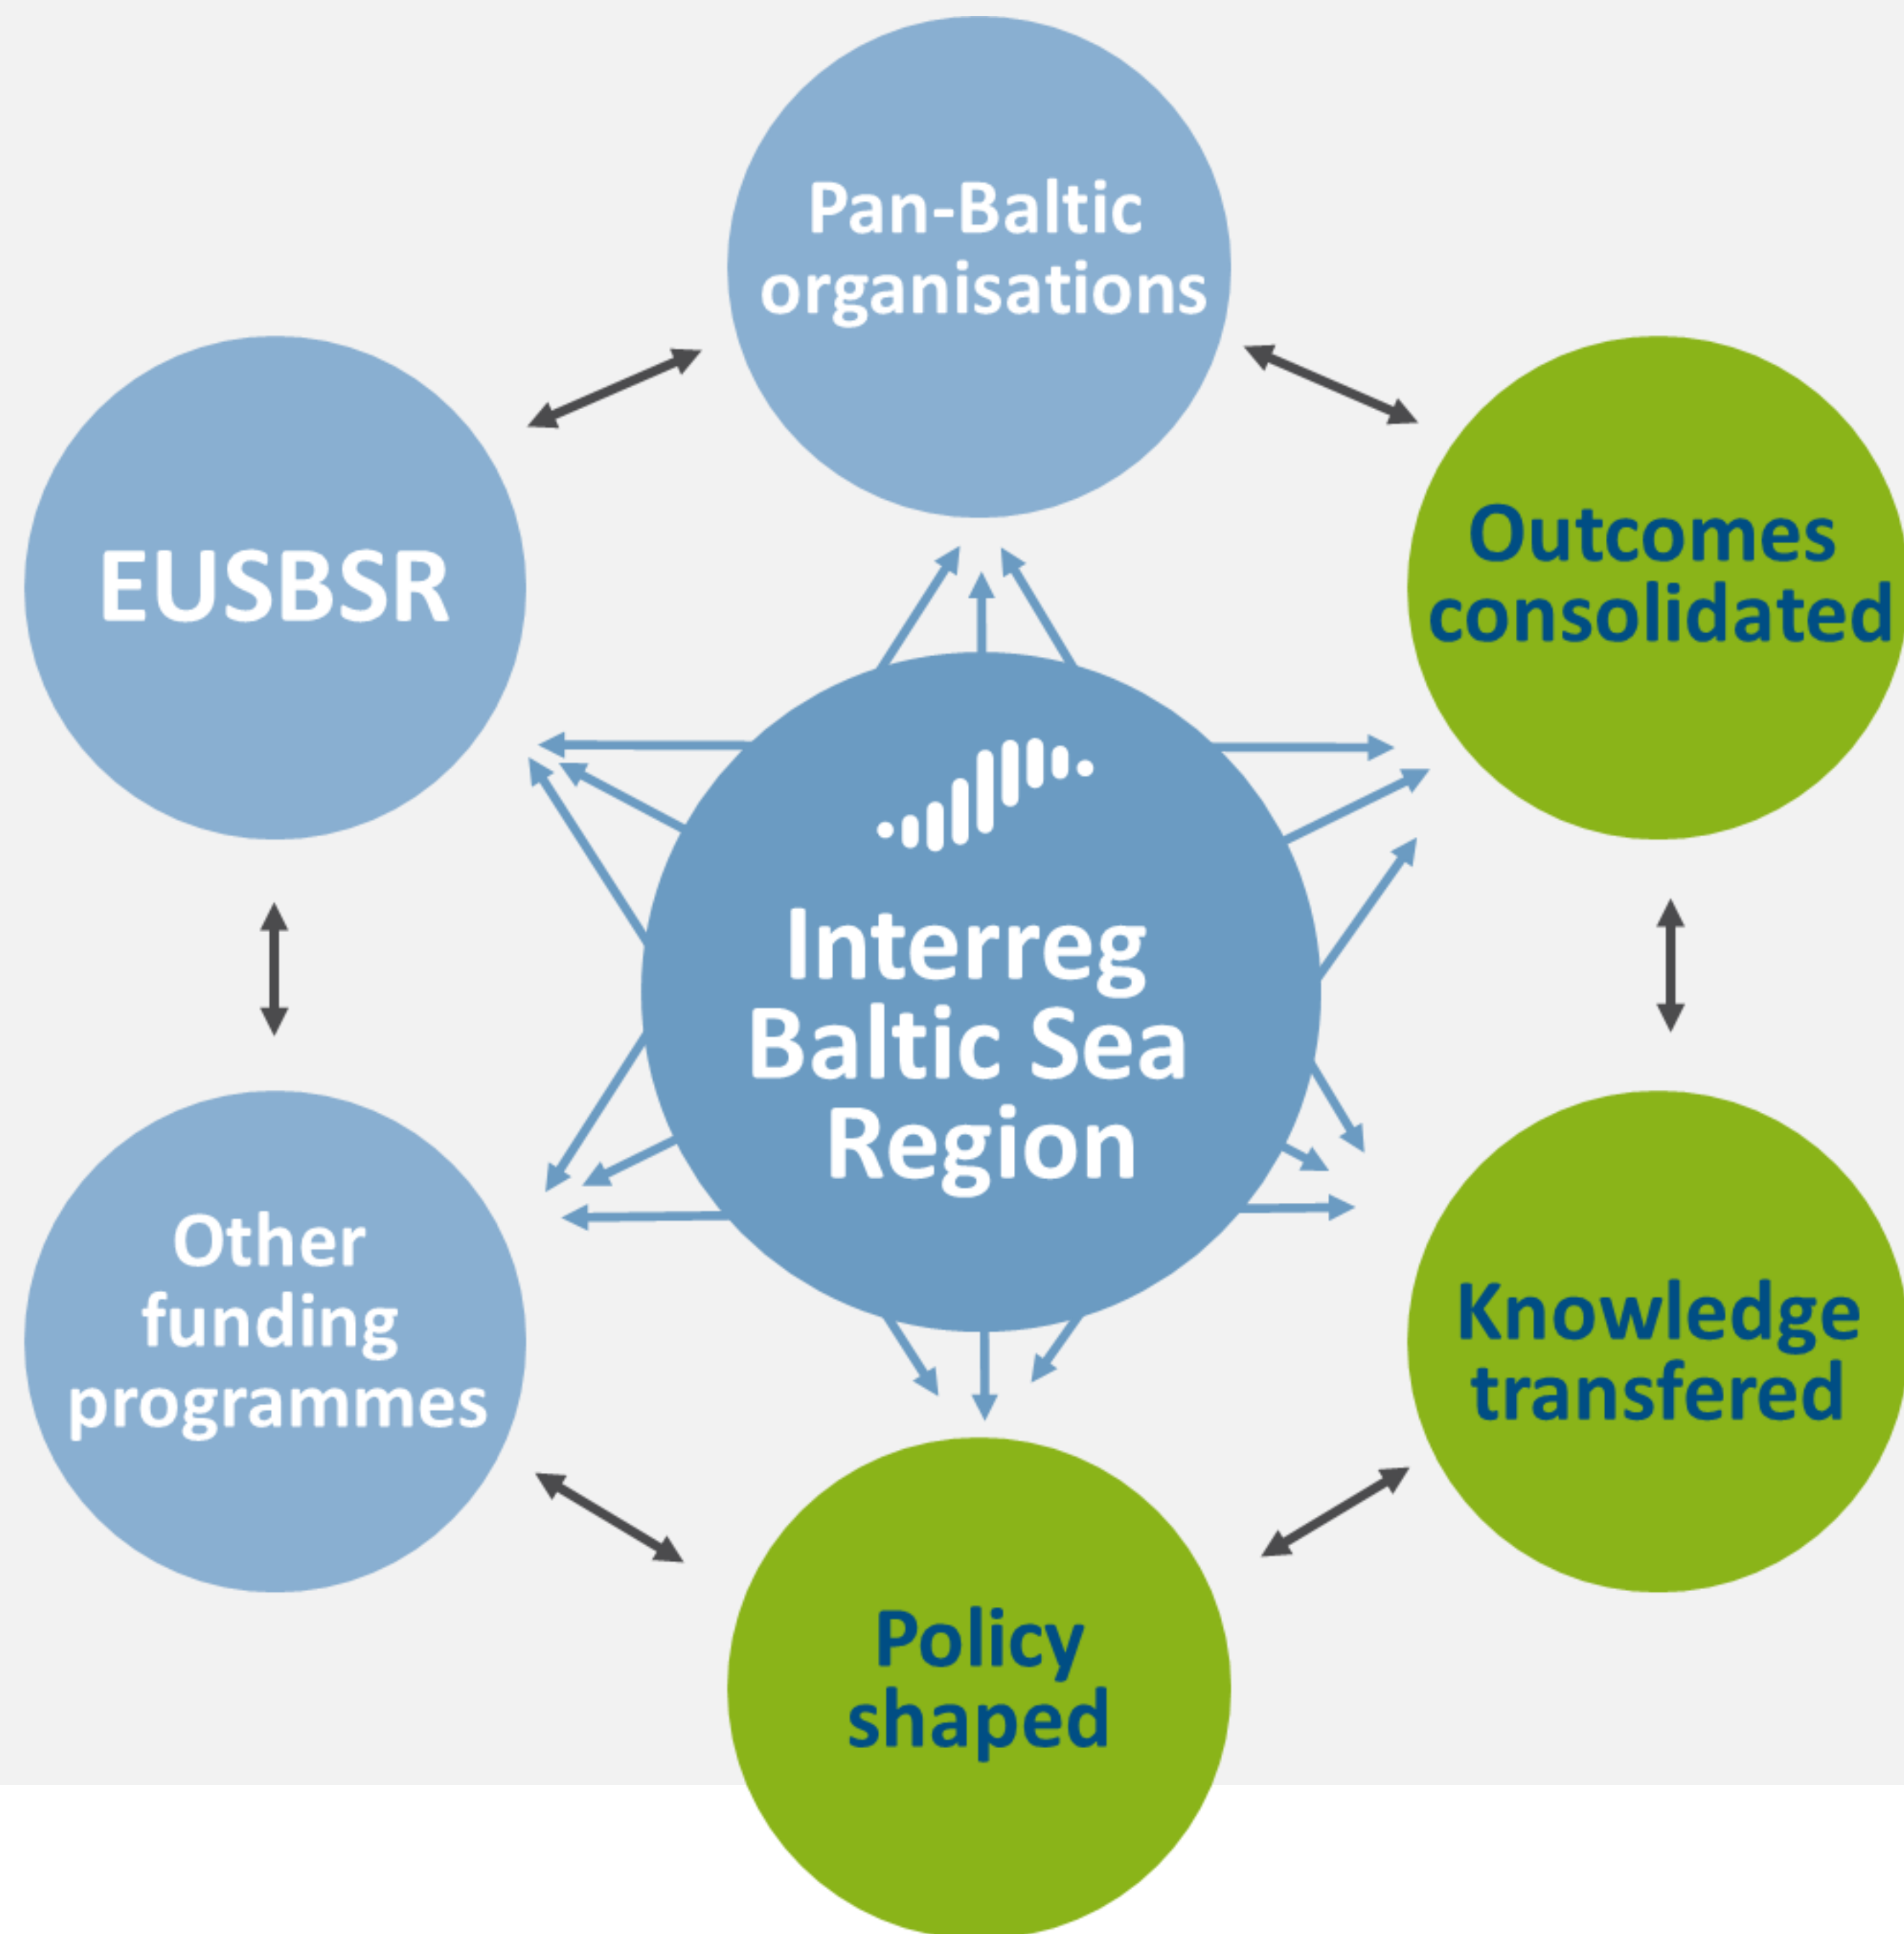 Pan-Baltic
organisations
EUSBSR
Outcomes
consolidated
Interreg
Baltic Sea
Region
Other
funding
programmes
Knowledge
transfered
Policy
shaped